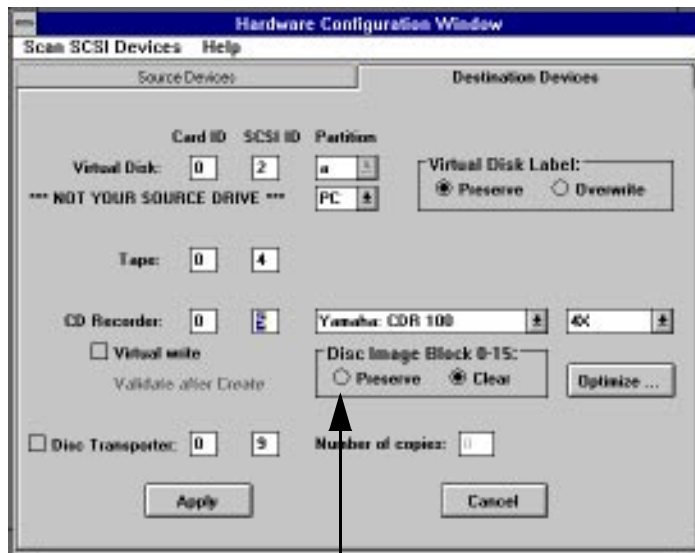 Hardware Configuration Window
Scan SCSI Devices Help
Source Devices Destination Devices
Card ID SCSI ID Partition
Virtual Disk: 0 2 a
Virtual Disk Label:
Preserve Overwrite
*** NOT YOUR SOURCE DRIVE *** PC
Tape: 0 4
CD Recorder: 0 2 Yamaha: CDR 100 4X
Virtual write
Validate after Create
Disc Image Block 0-15:
Preserve Clear
Optimize ...
Disc Transporter: 0 9 Number of copies: 0
Apply Cancel